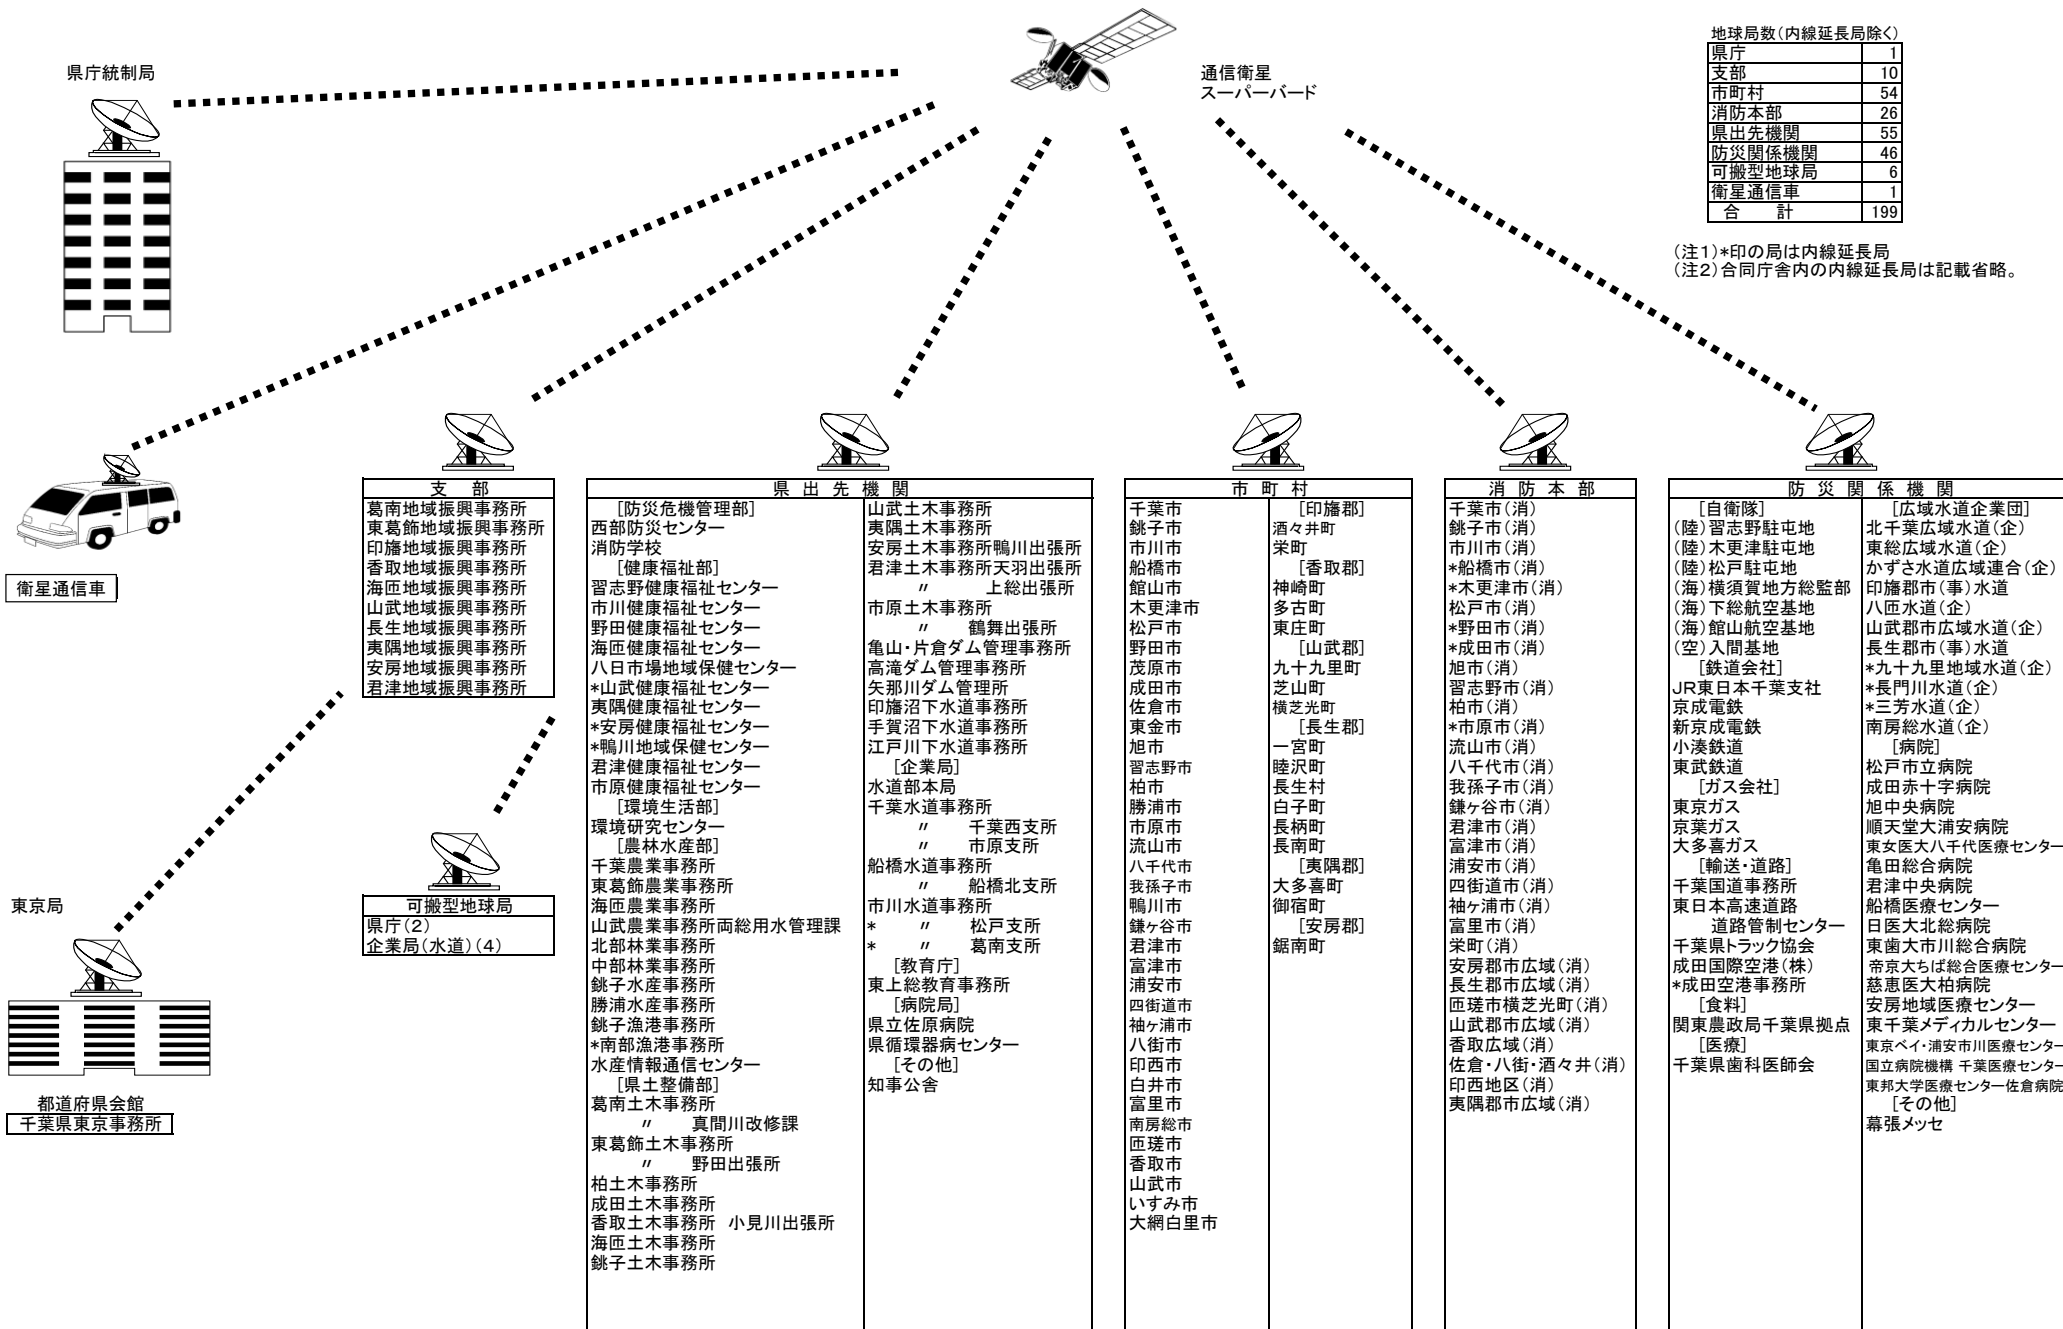 県庁統制局
通信衛星
スーパーバード
地球局数(内線延長局除く)
県庁 1
支部 10
市町村 54
消防本部 26
県出先機関 55
防災関係機関 46
可搬型地球局 6
衛星通信車 1
合 計 199
(注1)*印の局は内線延長局
(注2)合同庁舎内の内線延長局は記載省略。
衛星通信車
支 部
葛南地域振興事務所
東葛飾地域振興事務所
印旛地域振興事務所
香取地域振興事務所
海匝地域振興事務所
山武地域振興事務所
長生地域振興事務所
夷隅地域振興事務所
安房地域振興事務所
君津地域振興事務所
可搬型地球局
県庁(2)
企業局(水道)(4)
東京局
都道府県会館
千葉県東京事務所
県 出 先 機 関
[防災危機管理部]
西部防災センター
消防学校
[健康福祉部]
習志野健康福祉センター
市川健康福祉センター
野田健康福祉センター
海匝健康福祉センター
八日市場地域保健センター
*山武健康福祉センター
夷隅健康福祉センター
*安房健康福祉センター
*鴨川地域保健センター
君津健康福祉センター
市原健康福祉センター
[環境生活部]
環境研究センター
[農林水産部]
千葉農業事務所
東葛飾農業事務所
海匝農業事務所
山武農業事務所両総用水管理課
北部林業事務所
中部林業事務所
銚子水産事務所
勝浦水産事務所
銚子漁港事務所
*南部漁港事務所
水産情報通信センター
[県土整備部]
葛南土木事務所
〃 真間川改修課
東葛飾土木事務所
〃 野田出張所
柏土木事務所
成田土木事務所
香取土木事務所 小見川出張所
海匝土木事務所
銚子土木事務所
山武土木事務所
夷隅土木事務所
安房土木事務所鴨川出張所
君津土木事務所天羽出張所
〃 上総出張所
市原土木事務所
〃 鶴舞出張所
亀山・片倉ダム管理事務所
高滝ダム管理事務所
矢那川ダム管理所
印旛沼下水道事務所
手賀沼下水道事務所
江戸川下水道事務所
[企業局]
水道部本局
千葉水道事務所
〃 千葉西支所
〃 市原支所
船橋水道事務所
〃 船橋北支所
市川水道事務所
* 〃 松戸支所
* 〃 葛南支所
[教育庁]
東上総教育事務所
[病院局]
県立佐原病院
県循環器病センター
[その他]
知事公舎
市 町 村
千葉市
銚子市
市川市
船橋市
館山市
木更津市
松戸市
野田市
茂原市
成田市
佐倉市
東金市
旭市
習志野市
柏市
勝浦市
市原市
流山市
八千代市
我孫子市
鴨川市
鎌ヶ谷市
君津市
富津市
浦安市
四街道市
袖ヶ浦市
八街市
印西市
白井市
富里市
南房総市
匝瑳市
香取市
山武市
いすみ市
大網白里市
[印旛郡]
酒々井町
栄町
[香取郡]
神崎町
多古町
東庄町
[山武郡]
九十九里町
芝山町
横芝光町
[長生郡]
一宮町
睦沢町
長生村
白子町
長柄町
長南町
[夷隅郡]
大多喜町
御宿町
[安房郡]
鋸南町
消 防 本 部
千葉市(消)
銚子市(消)
市川市(消)
*船橋市(消)
*木更津市(消)
松戸市(消)
*野田市(消)
*成田市(消)
旭市(消)
習志野市(消)
柏市(消)
*市原市(消)
流山市(消)
八千代市(消)
我孫子市(消)
鎌ヶ谷市(消)
君津市(消)
富津市(消)
浦安市(消)
四街道市(消)
袖ヶ浦市(消)
富里市(消)
栄町(消)
安房郡市広域(消)
長生郡市広域(消)
匝瑳市横芝光町(消)
山武郡市広域(消)
香取広域(消)
佐倉・八街・酒々井(消)
印西地区(消)
夷隅郡市広域(消)
防 災 関 係 機 関
[自衛隊]
(陸)習志野駐屯地
(陸)木更津駐屯地
(陸)松戸駐屯地
(海)横須賀地方総監部
(海)下総航空基地
(海)館山航空基地
(空)入間基地
[鉄道会社]
JR東日本千葉支社
京成電鉄
新京成電鉄
小湊鉄道
東武鉄道
[ガス会社]
東京ガス
京葉ガス
大多喜ガス
[輸送・道路]
千葉国道事務所
東日本高速道路
道路管制センター
千葉県トラック協会
成田国際空港(株)
*成田空港事務所
[食料]
関東農政局千葉県拠点
[医療]
千葉県歯科医師会
[広域水道企業団]
北千葉広域水道(企)
東総広域水道(企)
かずさ水道広域連合(企)
印旛郡市(事)水道
八匝水道(企)
山武郡市広域水道(企)
長生郡市(事)水道
*九十九里地域水道(企)
*長門川水道(企)
*三芳水道(企)
南房総水道(企)
[病院]
松戸市立病院
成田赤十字病院
旭中央病院
順天堂大浦安病院
東女医大八千代医療センター
亀田総合病院
君津中央病院
船橋医療センター
日医大北総病院
東歯大市川総合病院
帝京大ちば総合医療センター
慈恵医大柏病院
安房地域医療センター
東千葉メディカルセンター
東京ベイ・浦安市川医療センター
国立病院機構 千葉医療センター
東邦大学医療センター佐倉病院
[その他]
幕張メッセ